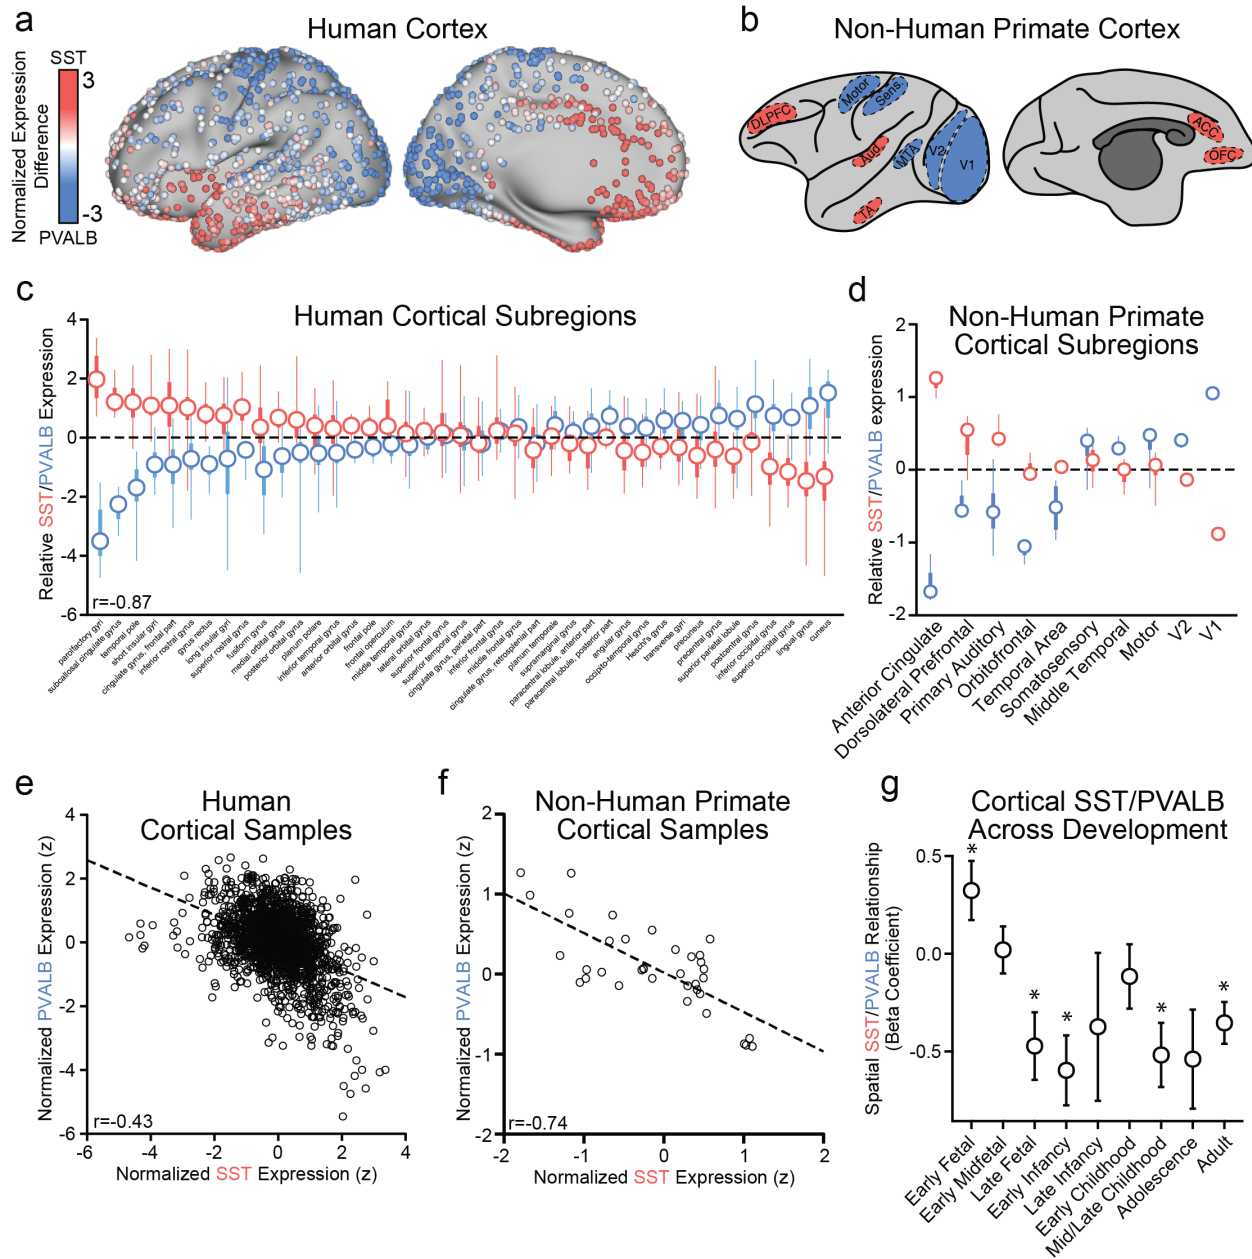 a
Human Cortex
SST
3
-3
PVALB
Normalized Expression
Difference
b
Non-Human Primate Cortex
DLPFC
Motor
Sens.
Aud.
MTA
V2
V1
TA
ACC
OFC
c
Human Cortical Subregions
Relative SST/PVALB Expression
4
2
0
-2
-4
-6
r=-0.87
parolfactory gyri
subcallosal cingulate gyrus
temporal pole
short insular gyri
cingulate gyrus, frontal part
inferior rostral gyrus
gyrus rectus
long insular gyri
superior rostral gyrus
fusiform gyrus
medial orbital gyrus
posterior orbital gyrus
planum polare
inferior temporal gyrus
anterior orbital gyrus
frontal pole
frontal operculum
middle temporal gyrus
lateral orbital gyrus
superior frontal gyrus
superior temporal gyrus
cingulate gyrus, parietal part
inferior frontal gyrus
middle frontal gyrus
cingulate gyrus, retrosplenial part
planum temporale
supramarginal gyrus
paracentral lobule, anterior part
paracentral lobule, posterior part
angular gyrus
occipito-temporal gyrus
Heschl's gyrus
transverse gyri
precuneus
precentral gyrus
superior parietal lobule
postcentral gyrus
inferior occipital gyrus
superior occipital gyrus
lingual gyrus
cuneus
d
Non-Human Primate
Cortical Subregions
Relative SST/PVALB expression
2
1
0
-1
-2
Anterior Cingulate
Dorsolateral Prefrontal
Primary Auditory
Orbitofrontal
Temporal Area
Somatosensory
Middle Temporal
Motor
V2
V1
e
Human
Cortical Samples
Normalized PVALB Expression (z)
4
2
0
-2
-4
-6
r=-0.43
-6
-4
-2
0
2
4
Normalized SST Expression (z)
f
Non-Human Primate
Cortical Samples
Normalized PVALB Expression (z)
2
1
0
-1
-2
r=-0.74
-2
-1
0
1
2
Normalized SST Expression (z)
g
Cortical SST/PVALB
Across Development
Spatial SST/PVALB Relationship
(Beta Coefficient)
0.5
0.0
-0.5
*
*
*
*
*
Early Fetal
Early Midfetal
Late Fetal
Early Infancy
Late Infancy
Early Childhood
Mid/Late Childhood
Adolescence
Adult